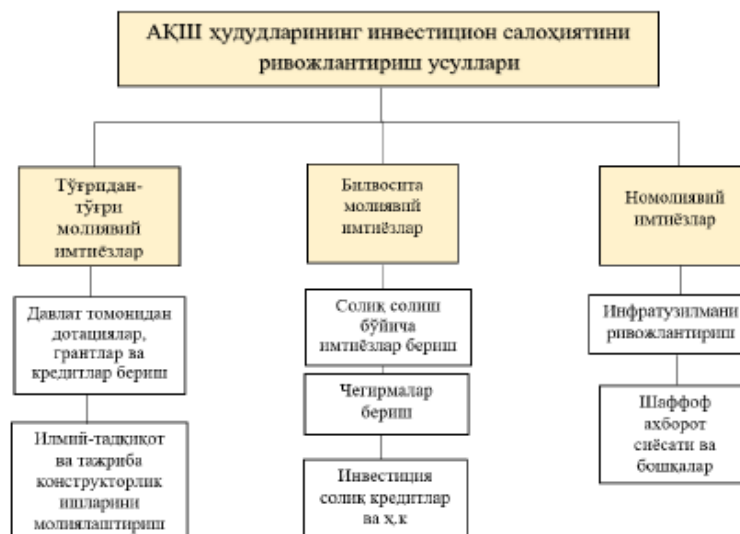 АҚШ ҳудудларининг инвестицион салоҳиятини
ривожлантириш усуллари
Тўғридан-
тўғри
молиявий
имтиёзлар
Билвосита
молиявий
имтиёзлар
Номолиявий
имтиёзлар
Давлат томонидан
дотациялар,
грантлар ва
кредитлар бериш
Илмий-тадқиқот
ва тажриба
конструкторлик
ишларини
молиялаштириш
Солиқ солиш
бўйича
имтиёзлар бериш
Чегирмалар
бериш
Инвестиция
солиқ кредитлар
ва ҳ.к
Инфратузилмани
ривожлантириш
Шаффоф
ахборот
сиёсати ва
бошқалар